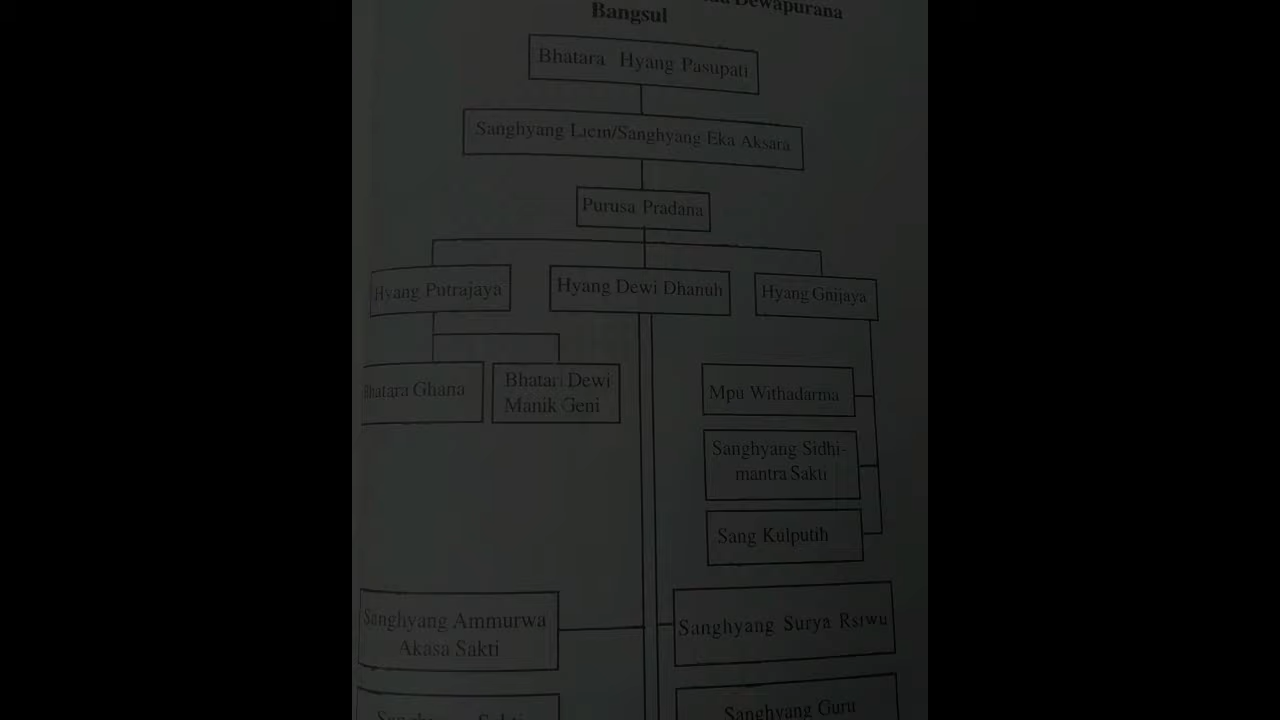 Dewapurana
Bangsul
Bhatara Hyang Pasupati
Sanghyang Licin/Sanghyang Eka Aksara
Purusa Pradana
Hyang Putrajaya
Hyang Dewi Dhanuh
Hyang Gnijaya
Bhatara Ghana
Bhatari Dewi
Manik Geni
Mpu Withadarma
Sanghyang Sidhi-
mantra Sakti
Sang Kulputih
Sanghyang Ammurwa
Akasa Sakti
Sanghyang Surya Rsiwu
Sanghyang Guru